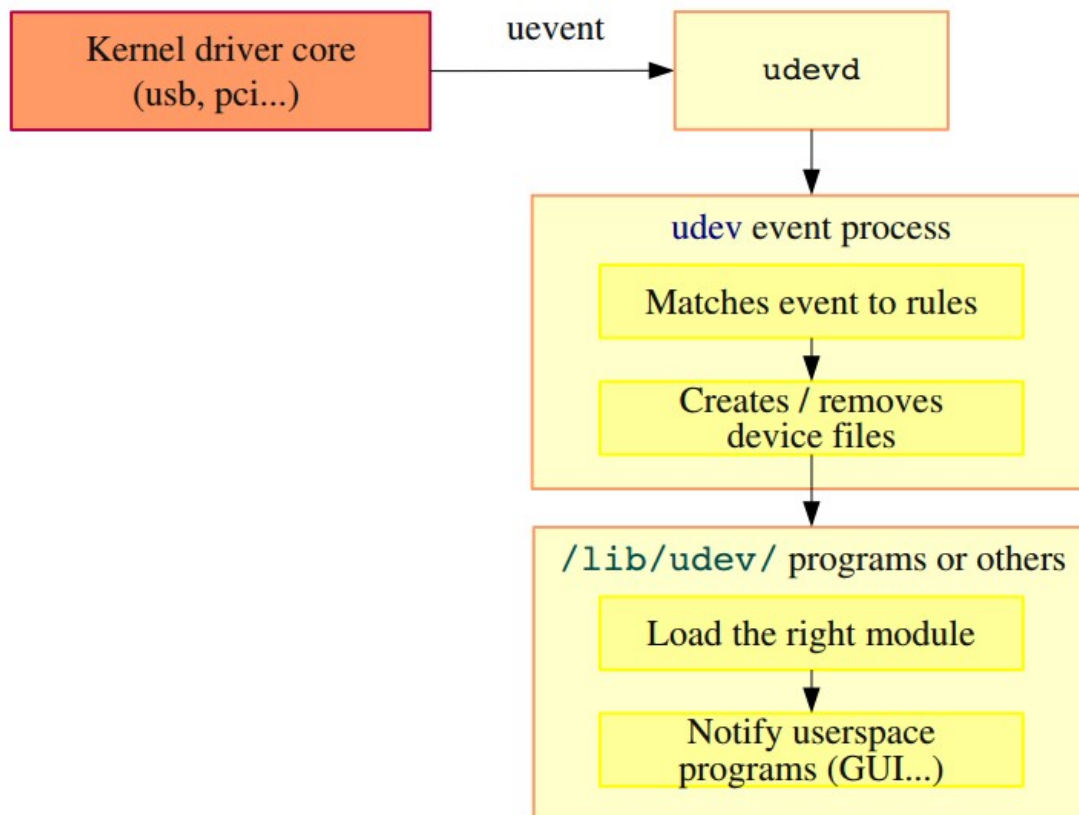 Kernel driver core
(usb, pci...)
uevent
udevd
udev event process
Matches event to rules
Creates / removes
device files
/lib/udev/ programs or others
Load the right module
Notify userspace
programs (GUI...)